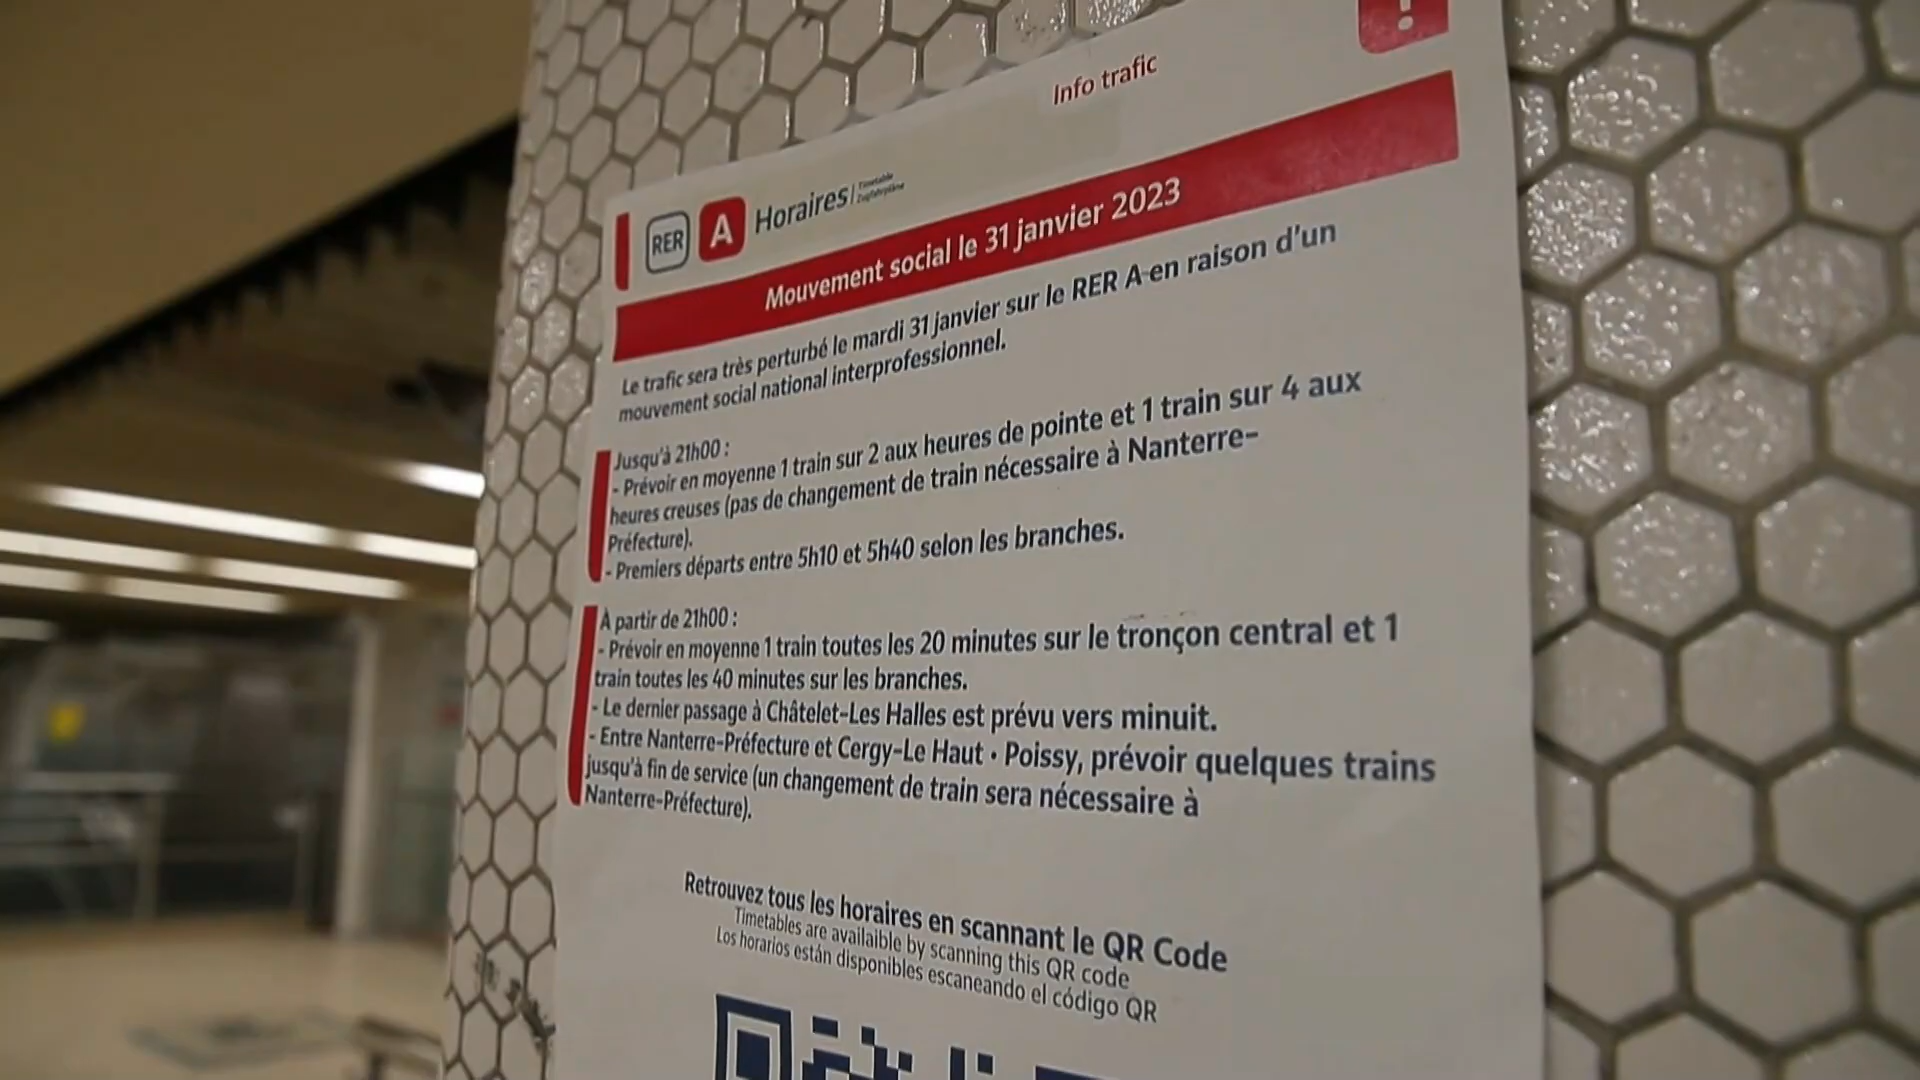 Info trafic
!
RER A Horaires
Timetable
Mouvement social le 31 janvier 2023
Le trafic sera très perturbé le mardi 31 janvier sur le RER A en raison d'un
mouvement social national interprofessionnel.
Jusqu'à 21h00 :
- Prévoir en moyenne 1 train sur 2 aux heures de pointe et 1 train sur 4 aux
heures creuses (pas de changement de train nécessaire à Nanterre-
Préfecture).
- Premiers départs entre 5h10 et 5h40 selon les branches.
À partir de 21h00 :
- Prévoir en moyenne 1 train toutes les 20 minutes sur le tronçon central et 1
train toutes les 40 minutes sur les branches.
- Le dernier passage à Châtelet-Les Halles est prévu vers minuit.
- Entre Nanterre-Préfecture et Cergy-Le Haut • Poissy, prévoir quelques trains
jusqu'à fin de service (un changement de train sera nécessaire à
Nanterre-Préfecture).
Retrouvez tous les horaires en scannant le QR Code
Timetables are availaible by scanning this QR code
Los horarios están disponibles escaneando el código QR